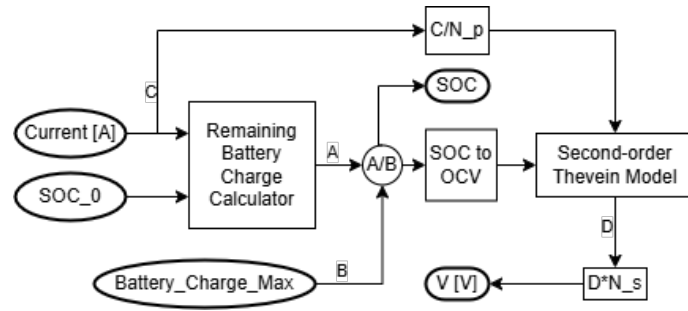 C/N_p
SOC
C
Current [A]
Remaining
Battery
Charge
Calculator
A
A/B
SOC to
OCV
Second-order
Thevein Model
SOC_0
D
B
Battery_Charge_Max
V [V]
D*N_s